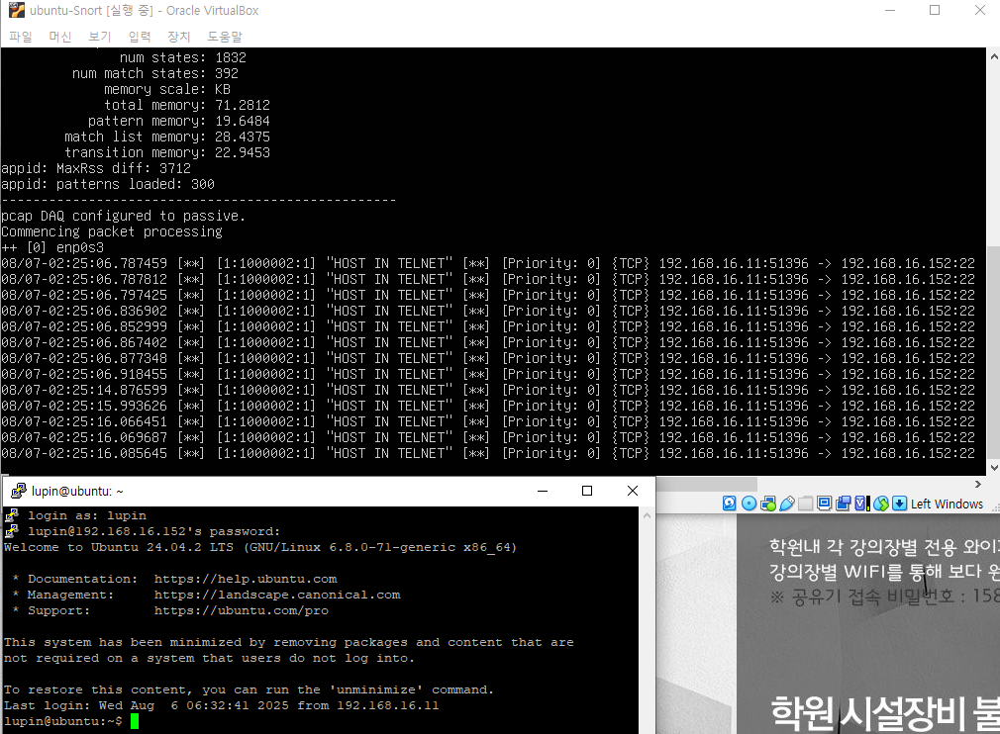 ubuntu-Snort [실행 중] - Oracle VirtualBox
파일 머신 보기 입력 장치 도움말
num states: 1832
num match states: 392
memory scale: KB
total memory: 71.2812
pattern memory: 19.6484
match list memory: 28.4375
transition memory: 22.9453
appid: MaxRss diff: 3712
appid: patterns loaded: 300
--------------------------------------------------
pcap DAQ configured to passive.
Commencing packet processing
++ [0] enp0s3
08/07-02:25:06.787459 [**] [1:1000002:1] "HOST IN TELNET" [**] [Priority: 0] {TCP} 192.168.16.11:51396 -> 192.168.16.152:22
08/07-02:25:06.787812 [**] [1:1000002:1] "HOST IN TELNET" [**] [Priority: 0] {TCP} 192.168.16.11:51396 -> 192.168.16.152:22
08/07-02:25:06.797425 [**] [1:1000002:1] "HOST IN TELNET" [**] [Priority: 0] {TCP} 192.168.16.11:51396 -> 192.168.16.152:22
08/07-02:25:06.836902 [**] [1:1000002:1] "HOST IN TELNET" [**] [Priority: 0] {TCP} 192.168.16.11:51396 -> 192.168.16.152:22
08/07-02:25:06.852999 [**] [1:1000002:1] "HOST IN TELNET" [**] [Priority: 0] {TCP} 192.168.16.11:51396 -> 192.168.16.152:22
08/07-02:25:06.867402 [**] [1:1000002:1] "HOST IN TELNET" [**] [Priority: 0] {TCP} 192.168.16.11:51396 -> 192.168.16.152:22
08/07-02:25:06.877348 [**] [1:1000002:1] "HOST IN TELNET" [**] [Priority: 0] {TCP} 192.168.16.11:51396 -> 192.168.16.152:22
08/07-02:25:06.918455 [**] [1:1000002:1] "HOST IN TELNET" [**] [Priority: 0] {TCP} 192.168.16.11:51396 -> 192.168.16.152:22
08/07-02:25:14.876599 [**] [1:1000002:1] "HOST IN TELNET" [**] [Priority: 0] {TCP} 192.168.16.11:51396 -> 192.168.16.152:22
08/07-02:25:15.993626 [**] [1:1000002:1] "HOST IN TELNET" [**] [Priority: 0] {TCP} 192.168.16.11:51396 -> 192.168.16.152:22
08/07-02:25:16.066451 [**] [1:1000002:1] "HOST IN TELNET" [**] [Priority: 0] {TCP} 192.168.16.11:51396 -> 192.168.16.152:22
08/07-02:25:16.069687 [**] [1:1000002:1] "HOST IN TELNET" [**] [Priority: 0] {TCP} 192.168.16.11:51396 -> 192.168.16.152:22
08/07-02:25:16.085645 [**] [1:1000002:1] "HOST IN TELNET" [**] [Priority: 0] {TCP} 192.168.16.11:51396 -> 192.168.16.152:22
Left Windows
lupin@ubuntu: ~
login as: lupin
lupin@192.168.16.152's password:
Welcome to Ubuntu 24.04.2 LTS (GNU/Linux 6.8.0-71-generic x86_64)
* Documentation: https://help.ubuntu.com
* Management: https://landscape.canonical.com
* Support: https://ubuntu.com/pro
This system has been minimized by removing packages and content that are
not required on a system that users do not log into.
To restore this content, you can run the 'unminimize' command.
Last login: Wed Aug 6 06:32:41 2025 from 192.168.16.11
lupin@ubuntu:~$
학원내 각 강의장별 전용 와이
강의장별 WIFI를 통해 보다 원
※ 공유기 접속 비밀번호 : 158
학원 시설장비 불